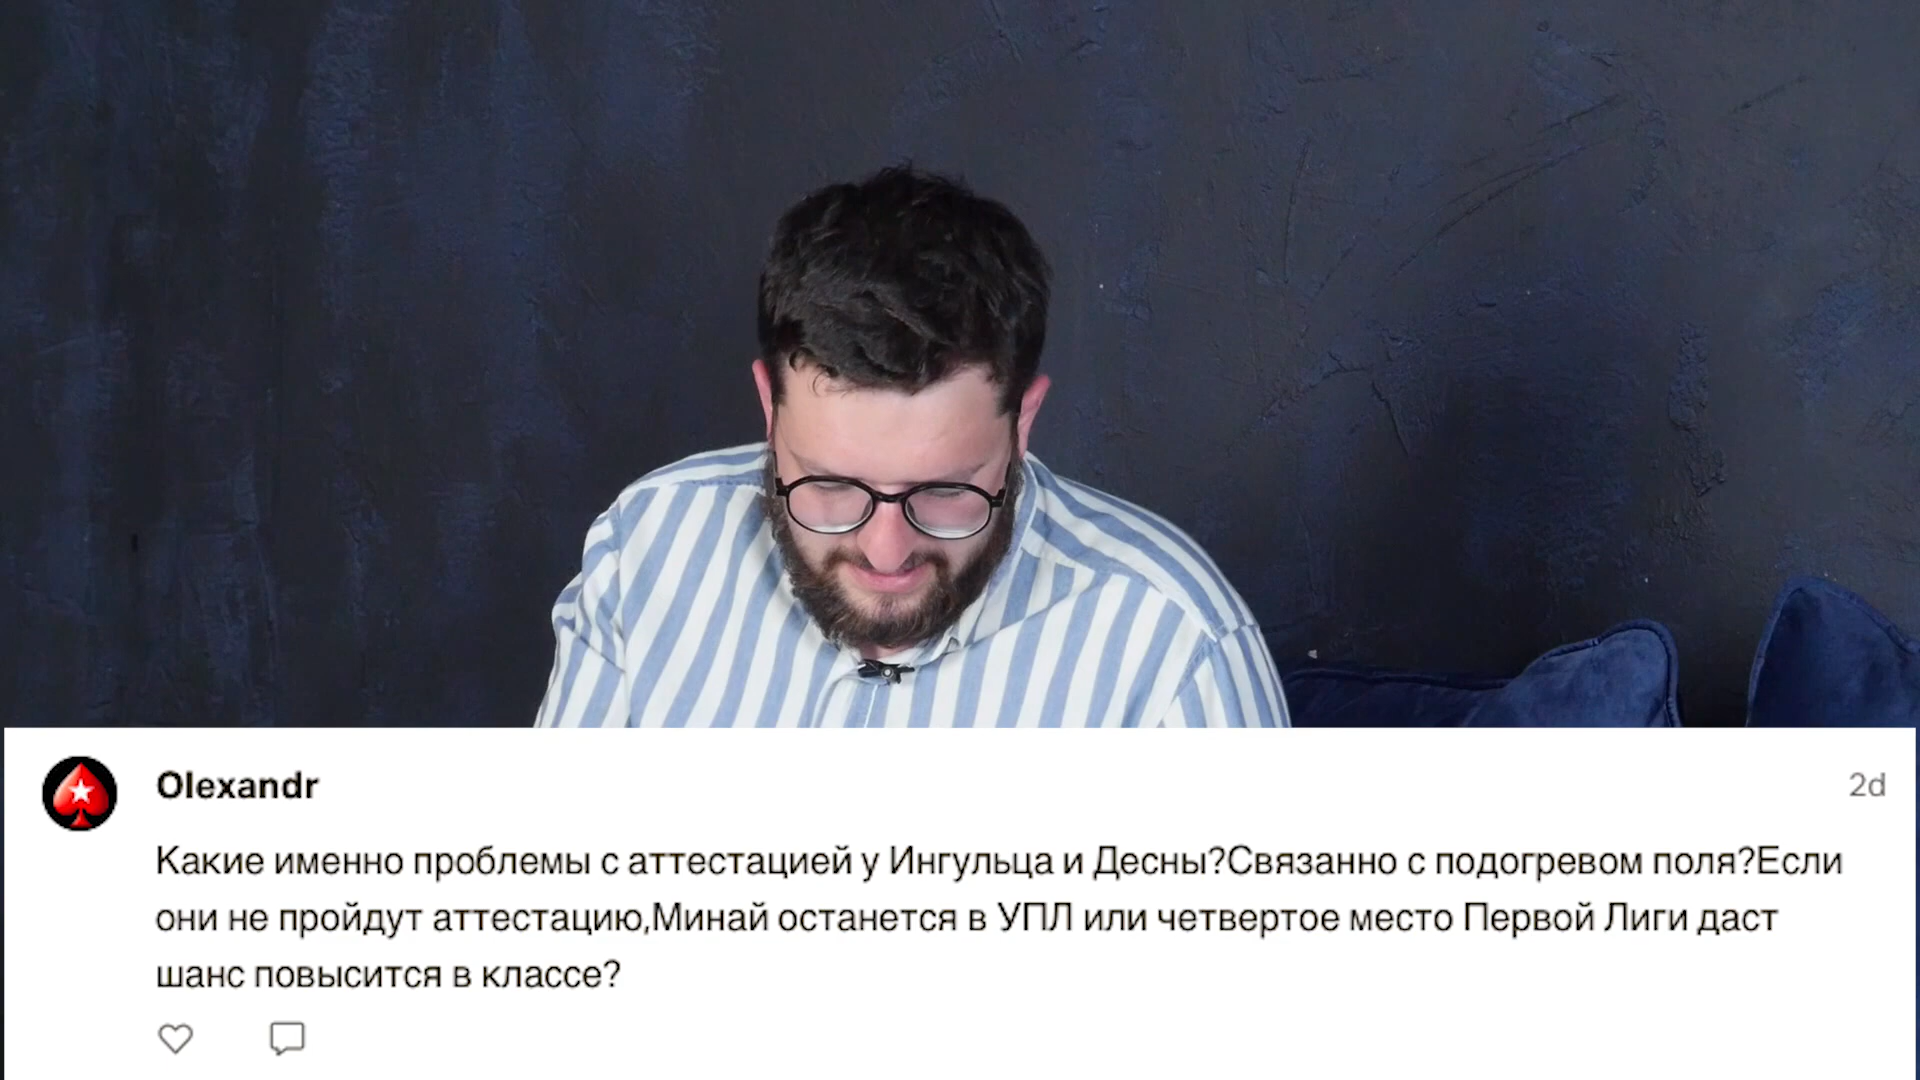 Olexandr
2d
Какие именно проблемы с аттестацией у Ингульца и Десны?Связанно с подогревом поля?Если
они не пройдут аттестацию,Минай останется в УПЛ или четвертое место Первой Лиги даст
шанс повысится в классе?